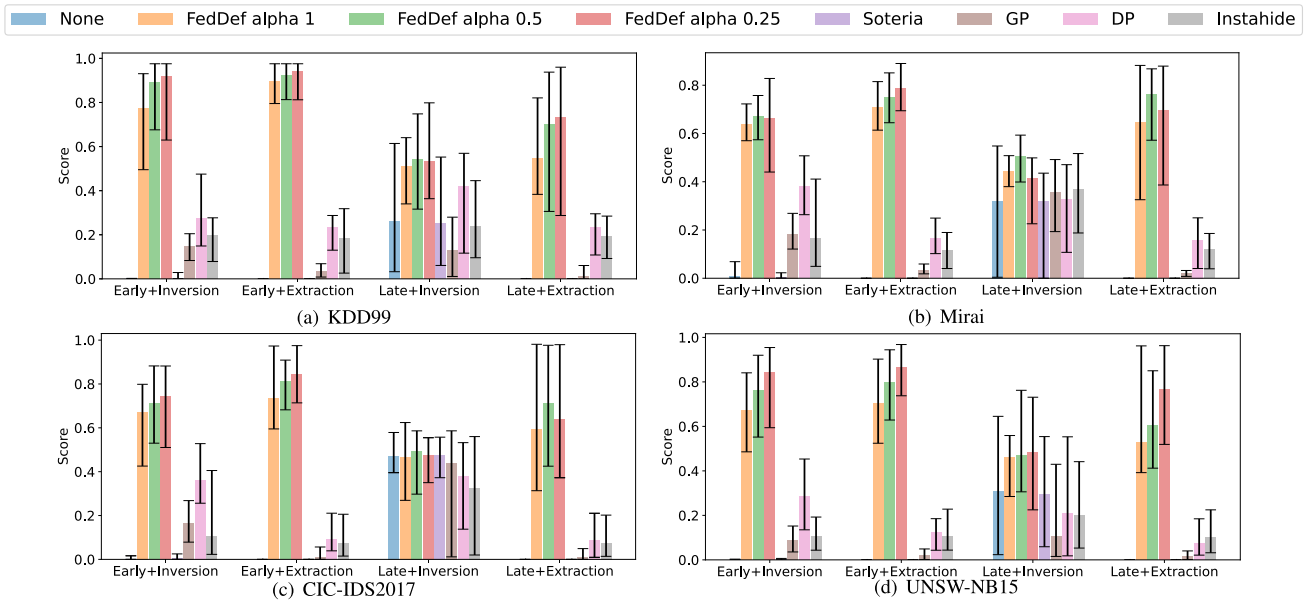 None FedDef alpha 1 FedDef alpha 0.5 FedDef alpha 0.25 Soteria GP DP Instahide
1.0
0.8
0.6
0.4
0.2
0.0
Score
Early+Inversion Early+Extraction Late+Inversion Late+Extraction
(a) KDD99
0.8
0.6
0.4
0.2
0.0
Score
Early+Inversion Early+Extraction Late+Inversion Late+Extraction
(b) Mirai
1.0
0.8
0.6
0.4
0.2
0.0
Score
Early+Inversion Early+Extraction Late+Inversion Late+Extraction
(c) CIC-IDS2017
1.0
0.8
0.6
0.4
0.2
0.0
Score
Early+Inversion Early+Extraction Late+Inversion Late+Extraction
(d) UNSW-NB15